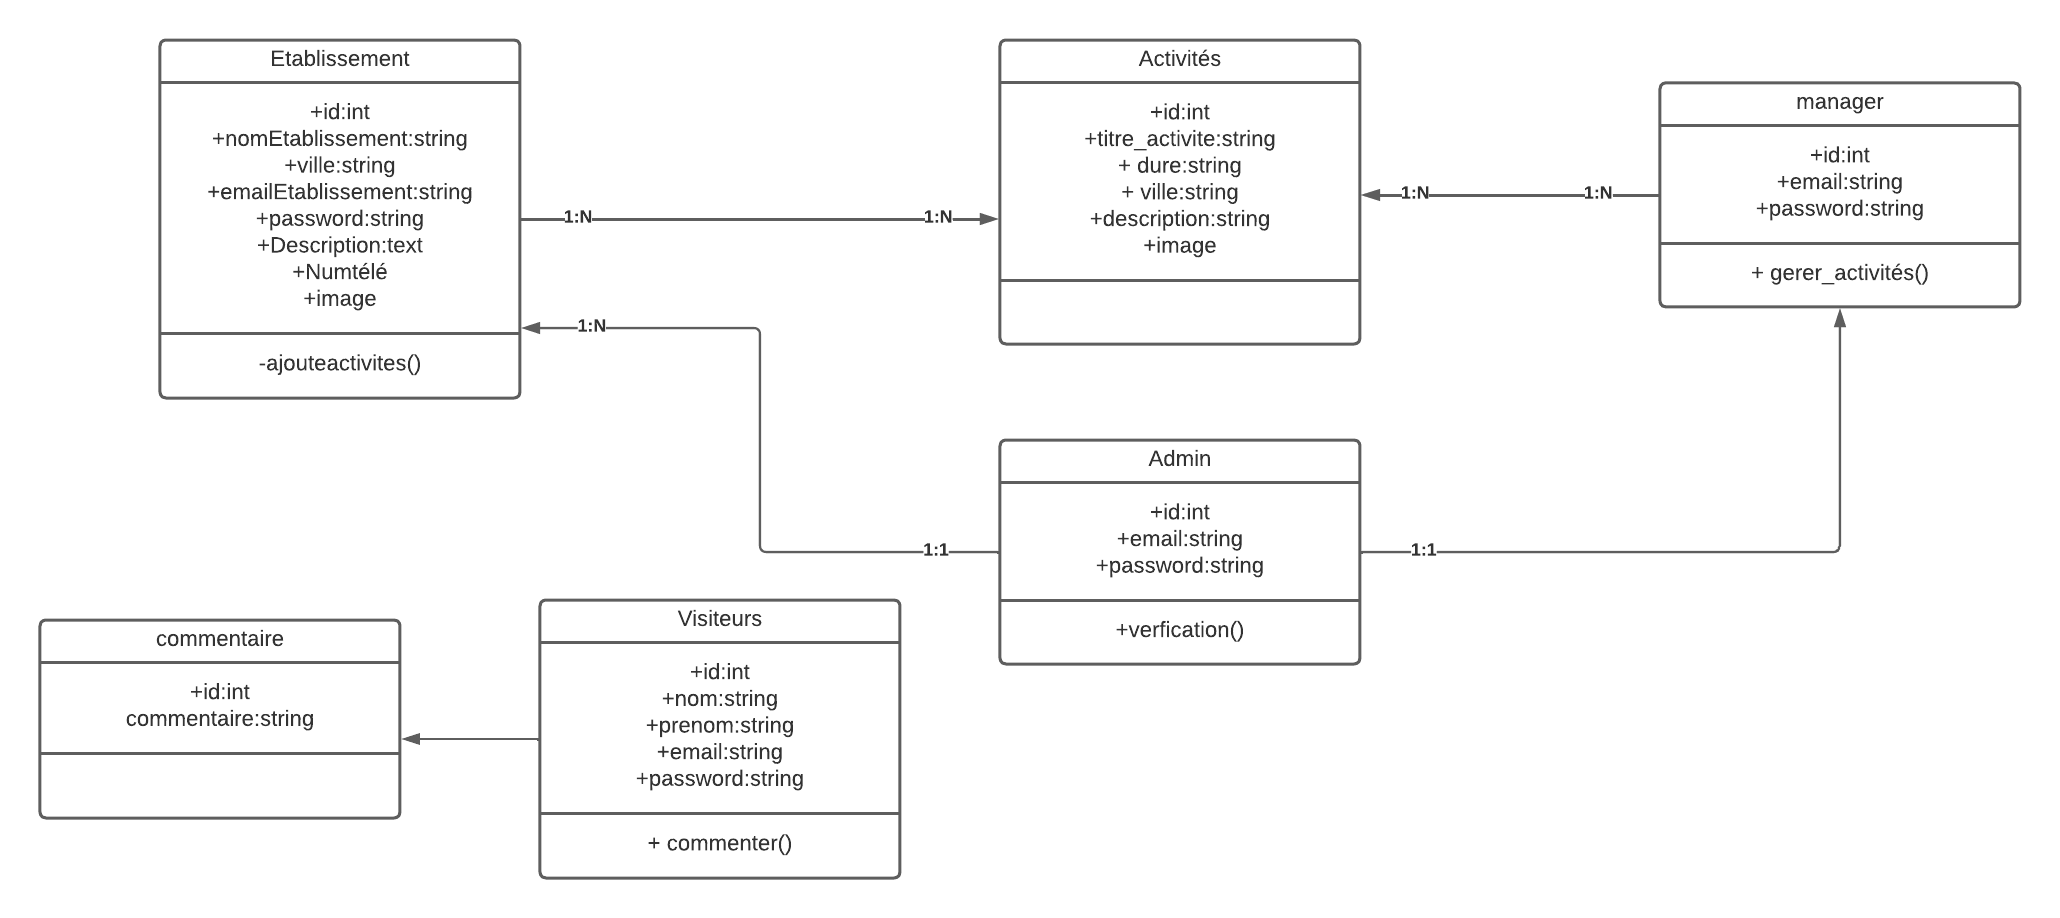 Etablissement
+id:int
+nomEtablissement:string
+ville:string
+emailEtablissement:string
+password:string
+Description:text
+Numtélé
+image
-ajouteactivites()
1:N
1:N
Activités
+id:int
+titre_activite:string
+ dure:string
+ ville:string
+description:string
+image
1:N
1:N
manager
+id:int
+email:string
+password:string
+ gerer_activités()
1:N
1:1
Admin
+id:int
+email:string
+password:string
+verfication()
1:1
commentaire
+id:int
commentaire:string
Visiteurs
+id:int
+nom:string
+prenom:string
+email:string
+password:string
+ commenter()